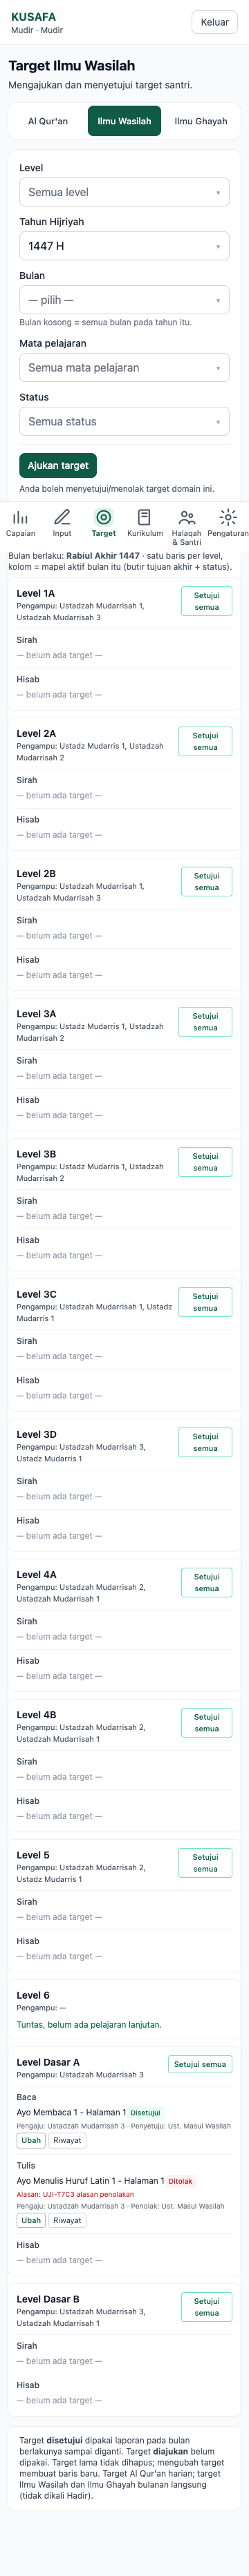 KUSAFA
Mudir · Mudir
Keluar
Target Ilmu Wasilah
Mengajukan dan menyetujui target santri.
Al Qur'an
Ilmu Wasilah
Ilmu Ghayah
Level
Semua level
Tahun Hijriyah
1447 H
Bulan
— pilih —
Bulan kosong = semua bulan pada tahun itu.
Mata pelajaran
Semua mata pelajaran
Status
Semua status
Ajukan target
Anda boleh menyetujui/menolak target domain ini.
Capaian
Input
Target
Kurikulum
Halaqah
& Santri
Pengaturan
Bulan berlaku: Rabiul Akhir 1447 · satu baris per level,
kolom = mapel aktif bulan itu (butir tujuan akhir + status).
Level 1A
Pengampu: Ustadzah Mudarrisah 1,
Ustadzah Mudarrisah 3
Setujui
semua
Sirah
— belum ada target —
Hisab
— belum ada target —
Level 2A
Pengampu: Ustadz Mudarris 1, Ustadzah
Mudarrisah 2
Setujui
semua
Sirah
— belum ada target —
Hisab
— belum ada target —
Level 2B
Pengampu: Ustadzah Mudarrisah 1,
Ustadzah Mudarrisah 3
Setujui
semua
Sirah
— belum ada target —
Hisab
— belum ada target —
Level 3A
Pengampu: Ustadz Mudarris 1, Ustadzah
Mudarrisah 2
Setujui
semua
Sirah
— belum ada target —
Hisab
— belum ada target —
Level 3B
Pengampu: Ustadz Mudarris 1, Ustadzah
Mudarrisah 2
Setujui
semua
Sirah
— belum ada target —
Hisab
— belum ada target —
Level 3C
Pengampu: Ustadzah Mudarrisah 1, Ustadz
Mudarris 1
Setujui
semua
Sirah
— belum ada target —
Hisab
— belum ada target —
Level 3D
Pengampu: Ustadzah Mudarrisah 3,
Ustadz Mudarris 1
Setujui
semua
Sirah
— belum ada target —
Hisab
— belum ada target —
Level 4A
Pengampu: Ustadzah Mudarrisah 2,
Ustadzah Mudarrisah 1
Setujui
semua
Sirah
— belum ada target —
Hisab
— belum ada target —
Level 4B
Pengampu: Ustadzah Mudarrisah 2,
Ustadzah Mudarrisah 1
Setujui
semua
Sirah
— belum ada target —
Hisab
— belum ada target —
Level 5
Pengampu: Ustadzah Mudarrisah 2,
Ustadz Mudarris 1
Setujui
semua
Sirah
— belum ada target —
Hisab
— belum ada target —
Level 6
Pengampu: —
Tuntas, belum ada pelajaran lanjutan.
Level Dasar A
Pengampu: Ustadzah Mudarrisah 3
Setujui semua
Baca
Ayo Membaca 1 - Halaman 1 Disetujui
Pengaju: Ustadzah Mudarrisah 3 · Penyetuju: Ust. Masul Wasilah
Ubah Riwayat
Tulis
Ayo Menulis Huruf Latin 1 - Halaman 1 Ditolak
Alasan: UJI-T7C3 alasan penolakan
Pengaju: Ustadzah Mudarrisah 3 · Penolak: Ust. Masul Wasilah
Ubah Riwayat
Hisab
— belum ada target —
Level Dasar B
Pengampu: Ustadzah Mudarrisah 3,
Ustadzah Mudarrisah 1
Setujui
semua
Sirah
— belum ada target —
Hisab
— belum ada target —
Target disetujui dipakai laporan pada bulan
berlakunya sampai diganti. Target diajukan belum
dipakai. Target lama tidak dihapus; mengubah target
membuat baris baru. Target Al Qur'an harian; target
Ilmu Wasilah dan Ilmu Ghayah bulanan langsung
(tidak dikali Hadir).